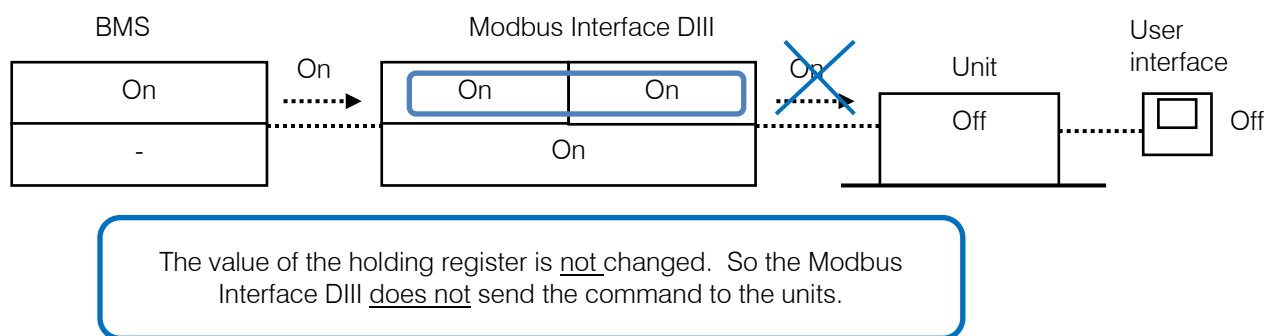 BMS
Modbus Interface DIII
User
interface
On
On
On
On
On
Unit
Off
Off
-
On
The value of the holding register is not changed.  So the Modbus
Interface DIII does not send the command to the units.